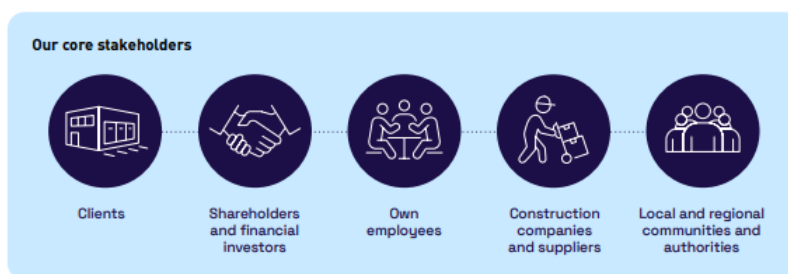 Our core stakeholders
Clients
Shareholders
and financial
investors
Own
employees
Construction
companies
and suppliers
Local and regional
communities and
authorities